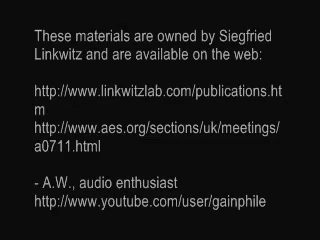 These materials are owned by Siegfried
Linkwitz and are available on the web:
http://www.linkwitzlab.com/publications.ht
m
http://www.aes.org/sections/uk/meetings/
a0711.html
- A.W., audio enthusiast
http://www.youtube.com/user/gainphile